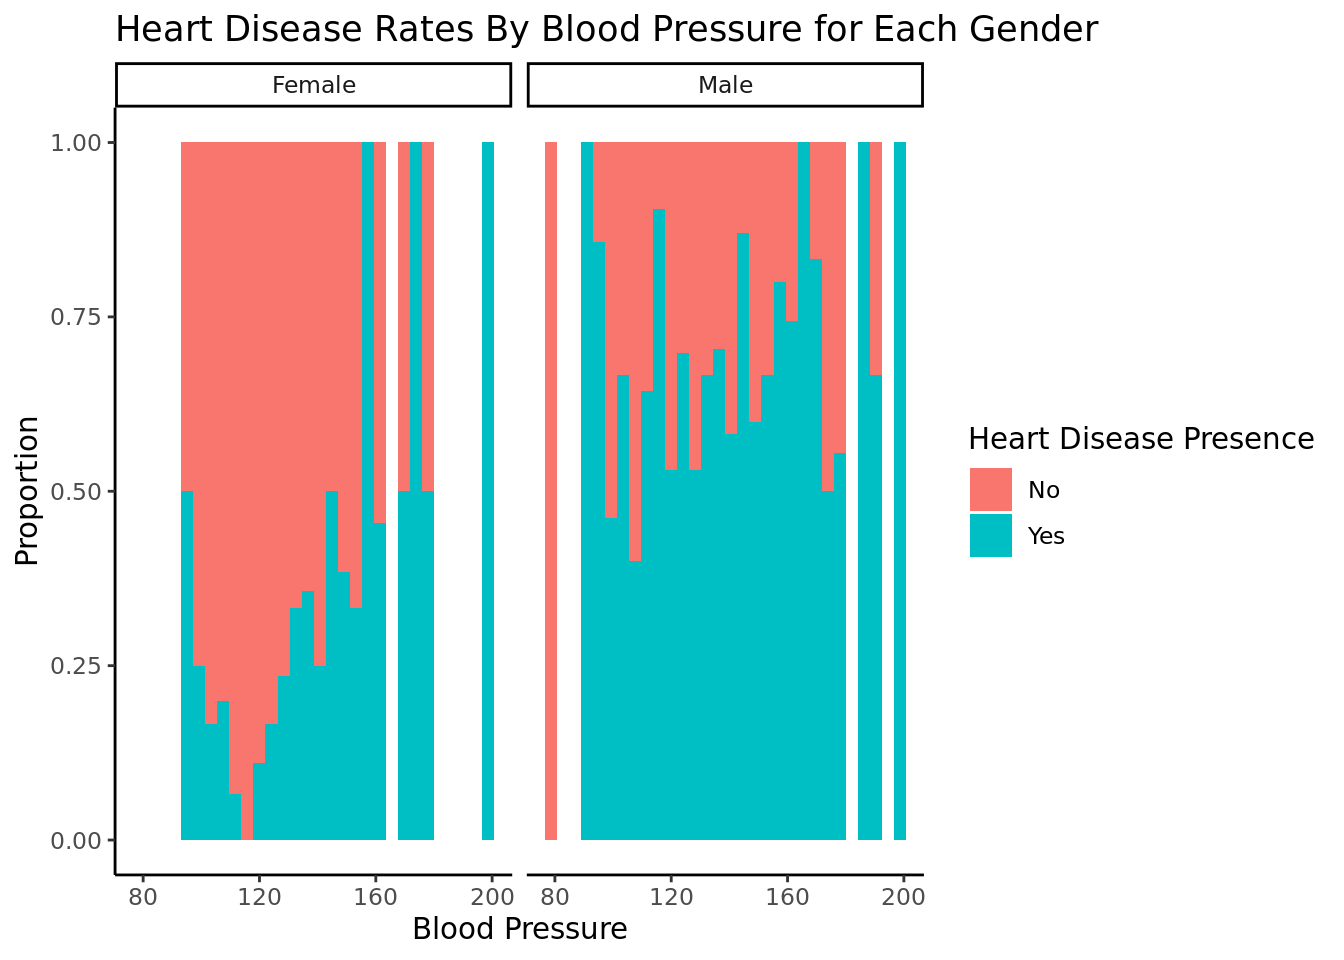 Heart Disease Rates By Blood Pressure for Each Gender
Female Male
1.00
0.75
0.50
0.25
0.00
Proportion
80 120 160 200 80 120 160 200
Blood Pressure
Heart Disease Presence
No
Yes